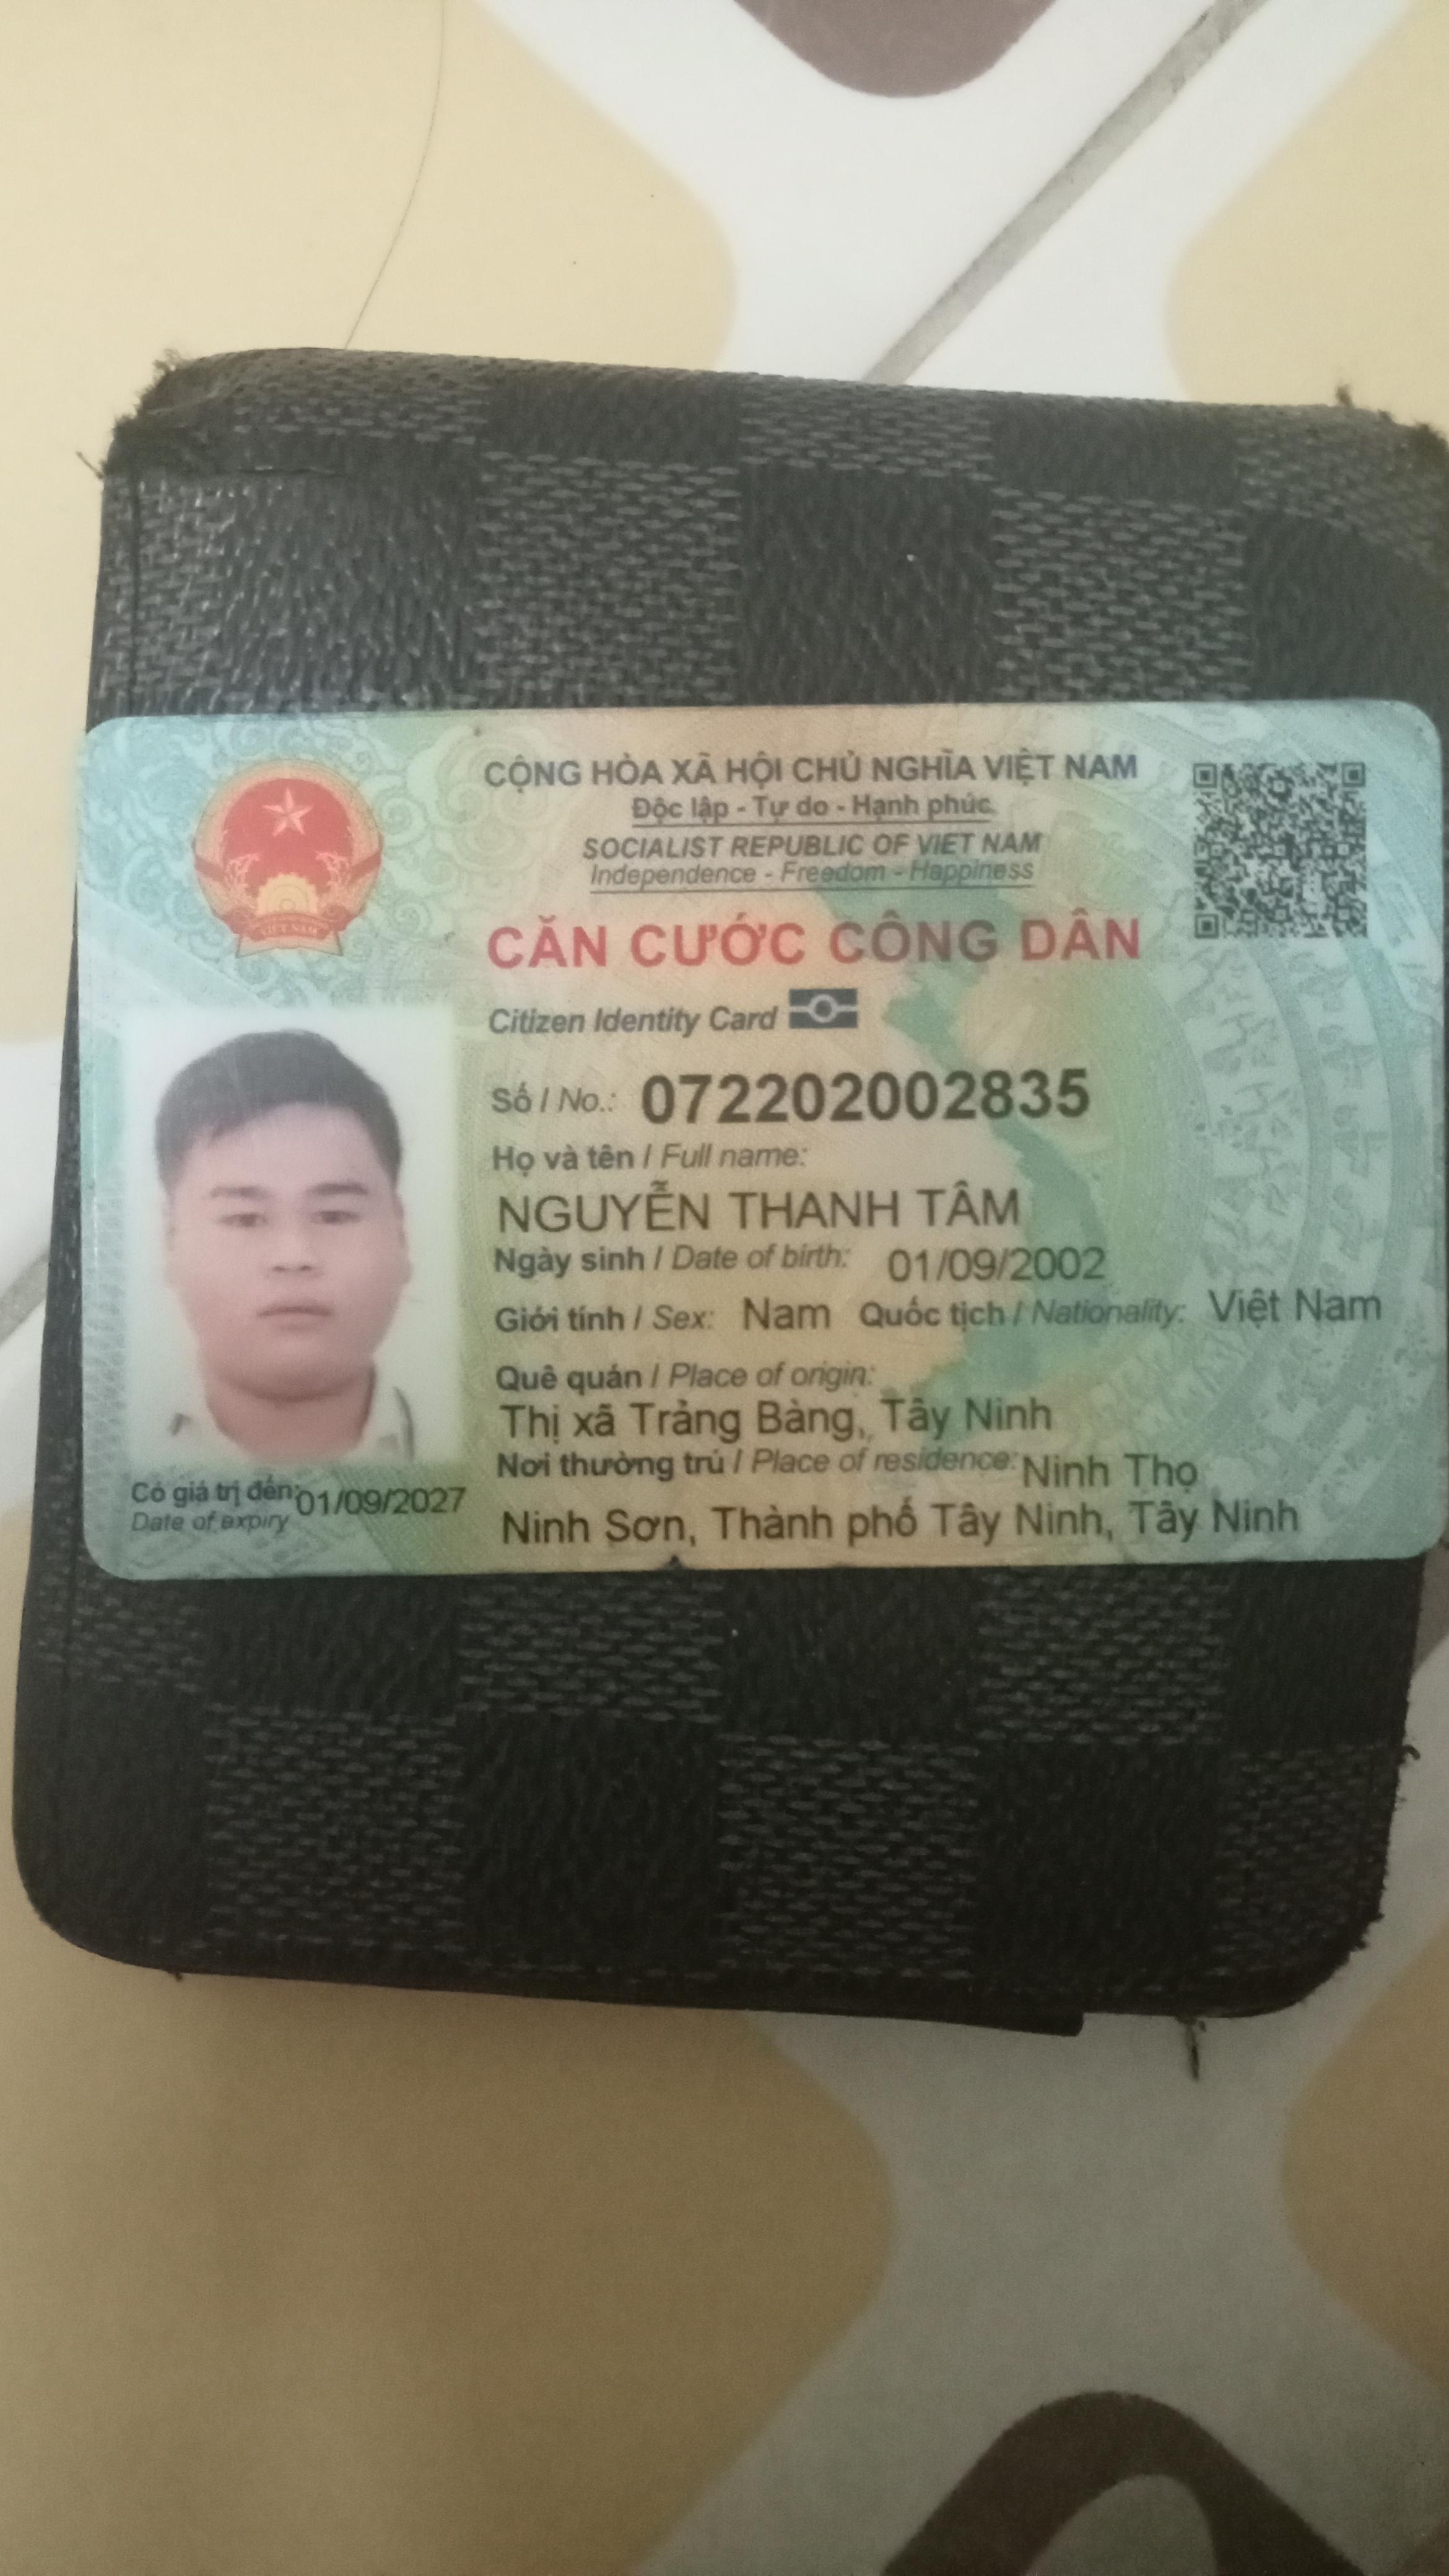 CỘNG HÒA XÃ HỘI CHỦ NGHĨA VIỆT NAM
Độc lập - Tự do - Hạnh phúc
SOCIALIST REPUBLIC OF VIET NAM
Independence - Freedom - Happiness
CĂN CƯỚC CÔNG DÂN
Citizen Identity Card
Số / No.: 072202002835
Họ và tên / Full name:
NGUYỄN THANH TÂM
Ngày sinh / Date of birth: 01/09/2002
Giới tính / Sex: Nam Quốc tịch / Nationality: Việt Nam
Quê quán / Place of origin:
Thị xã Trảng Bàng, Tây Ninh
Nơi thường trú / Place of residence: Ninh Thọ
Ninh Sơn, Thành phố Tây Ninh, Tây Ninh
Có giá trị đến: 01/09/2027
Date of expiry
VIỆT NAM